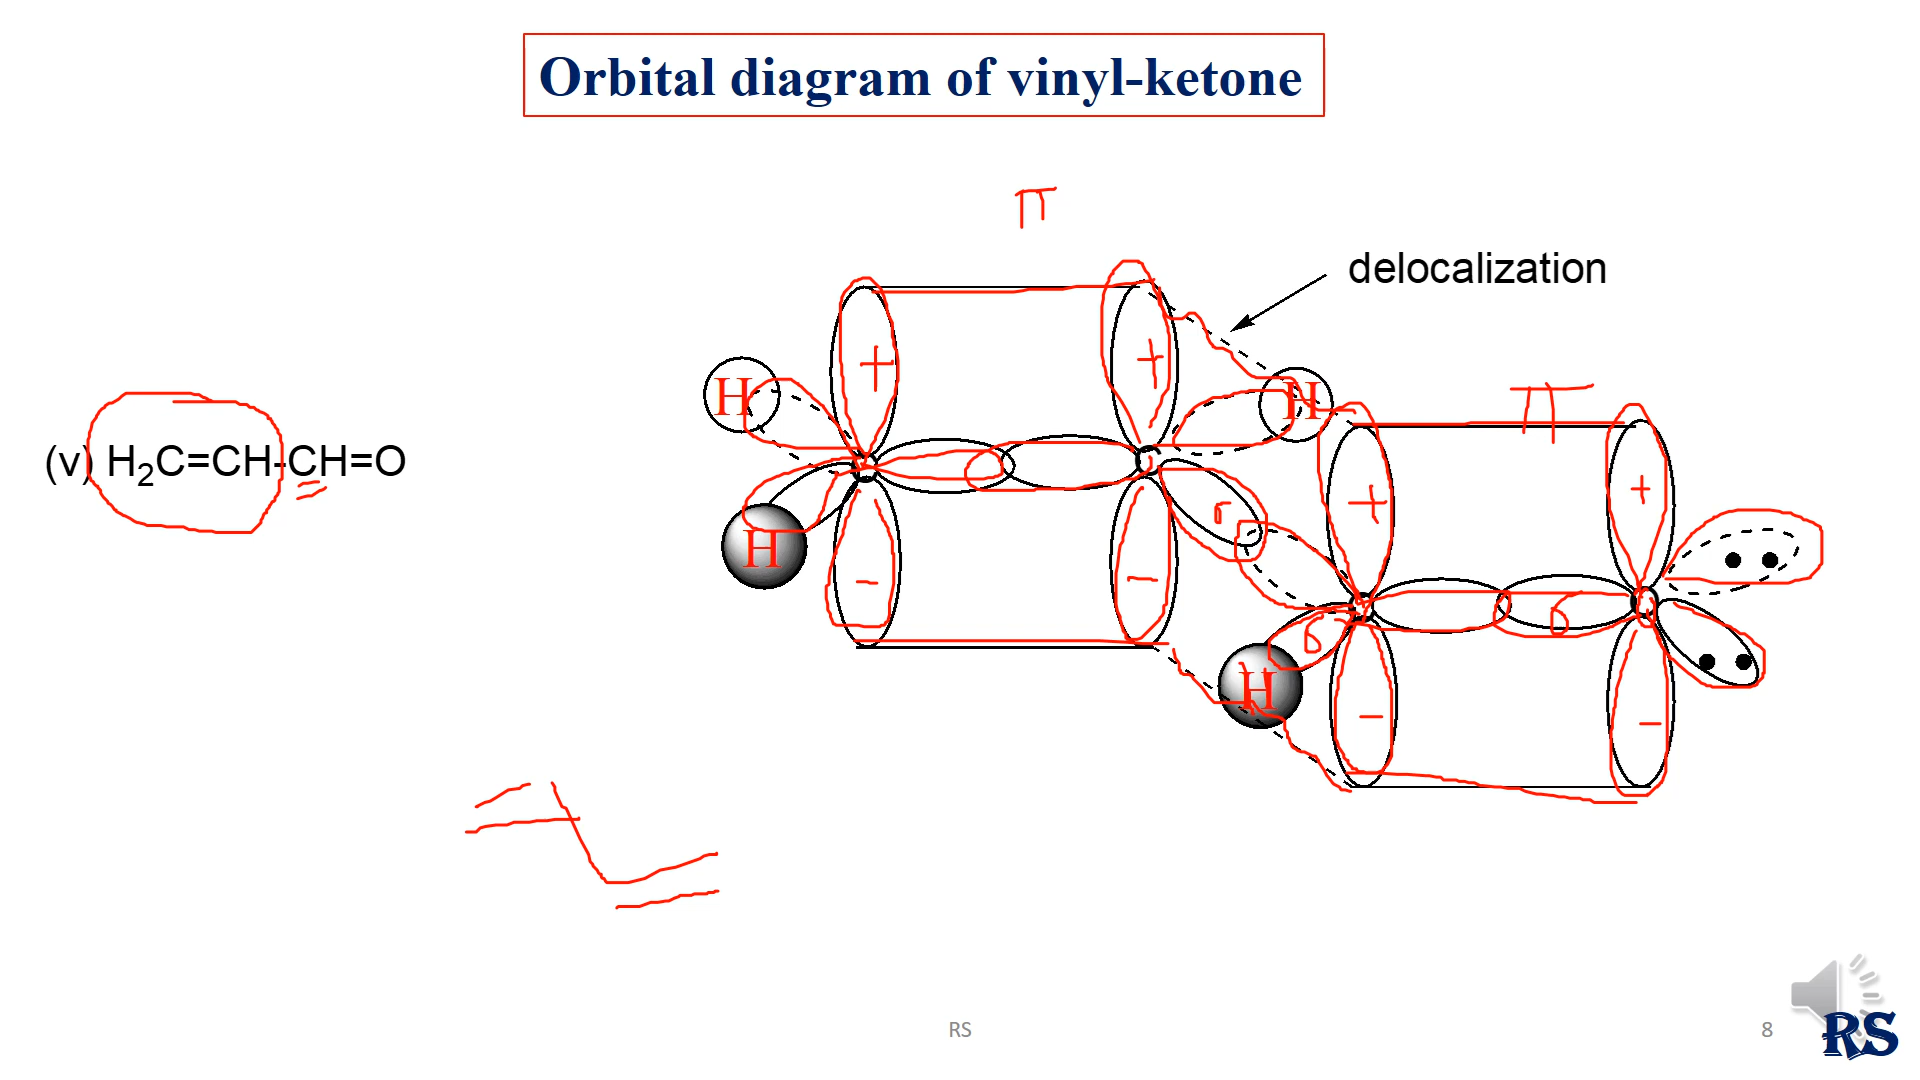 Orbital diagram of vinyl-ketone
π
delocalization
π
+ +
H H
(v) H₂C=CH-CH=O
+ +
σ
H
- -
σ σ
H
- -
RS
8
RS